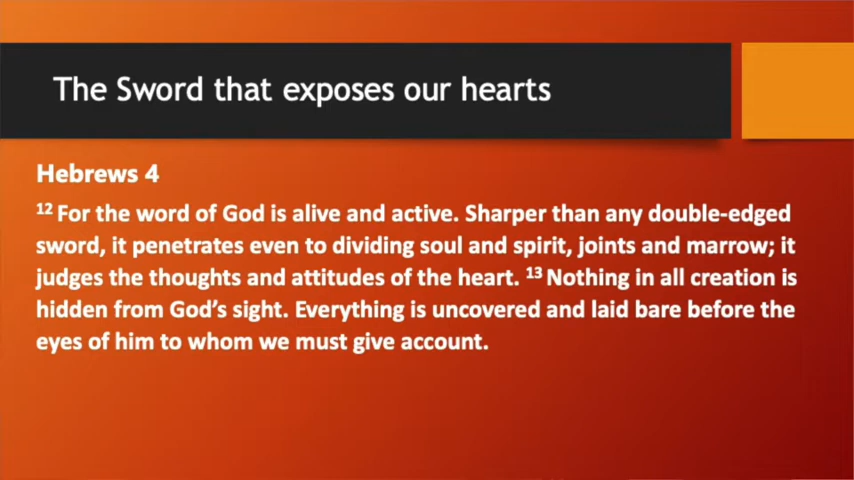 The Sword that exposes our hearts
Hebrews 4
12 For the word of God is alive and active. Sharper than any double-edged
sword, it penetrates even to dividing soul and spirit, joints and marrow; it
judges the thoughts and attitudes of the heart. 13 Nothing in all creation is
hidden from God’s sight. Everything is uncovered and laid bare before the
eyes of him to whom we must give account.